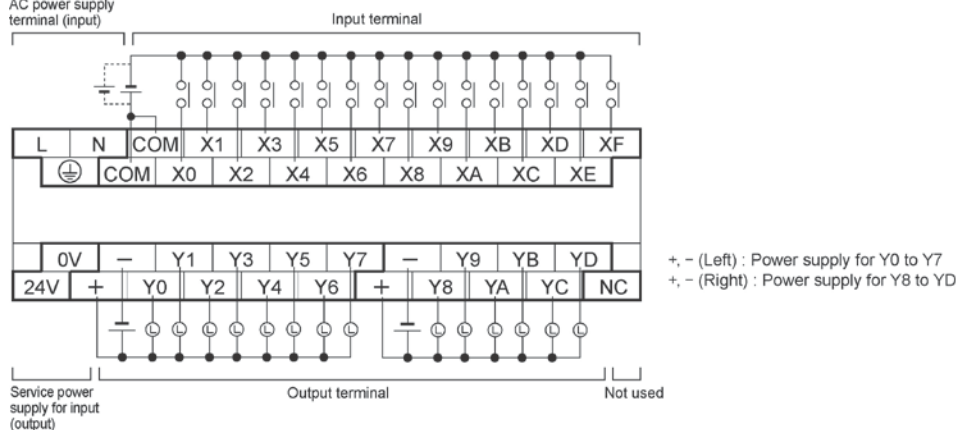 AC power supply
terminal (input)
Input terminal
L N COM X1 X3 X5 X7 X9 XB XD XF
COM X0 X2 X4 X6 X8 XA XC XE
0V − Y1 Y3 Y5 Y7 − Y9 YB YD
24V + Y0 Y2 Y4 Y6 + Y8 YA YC NC
+, − (Left) : Power supply for Y0 to Y7
+, − (Right) : Power supply for Y8 to YD
L L L L L L L L L L L L L L
Service power
supply for input
(output)
Output terminal
Not used